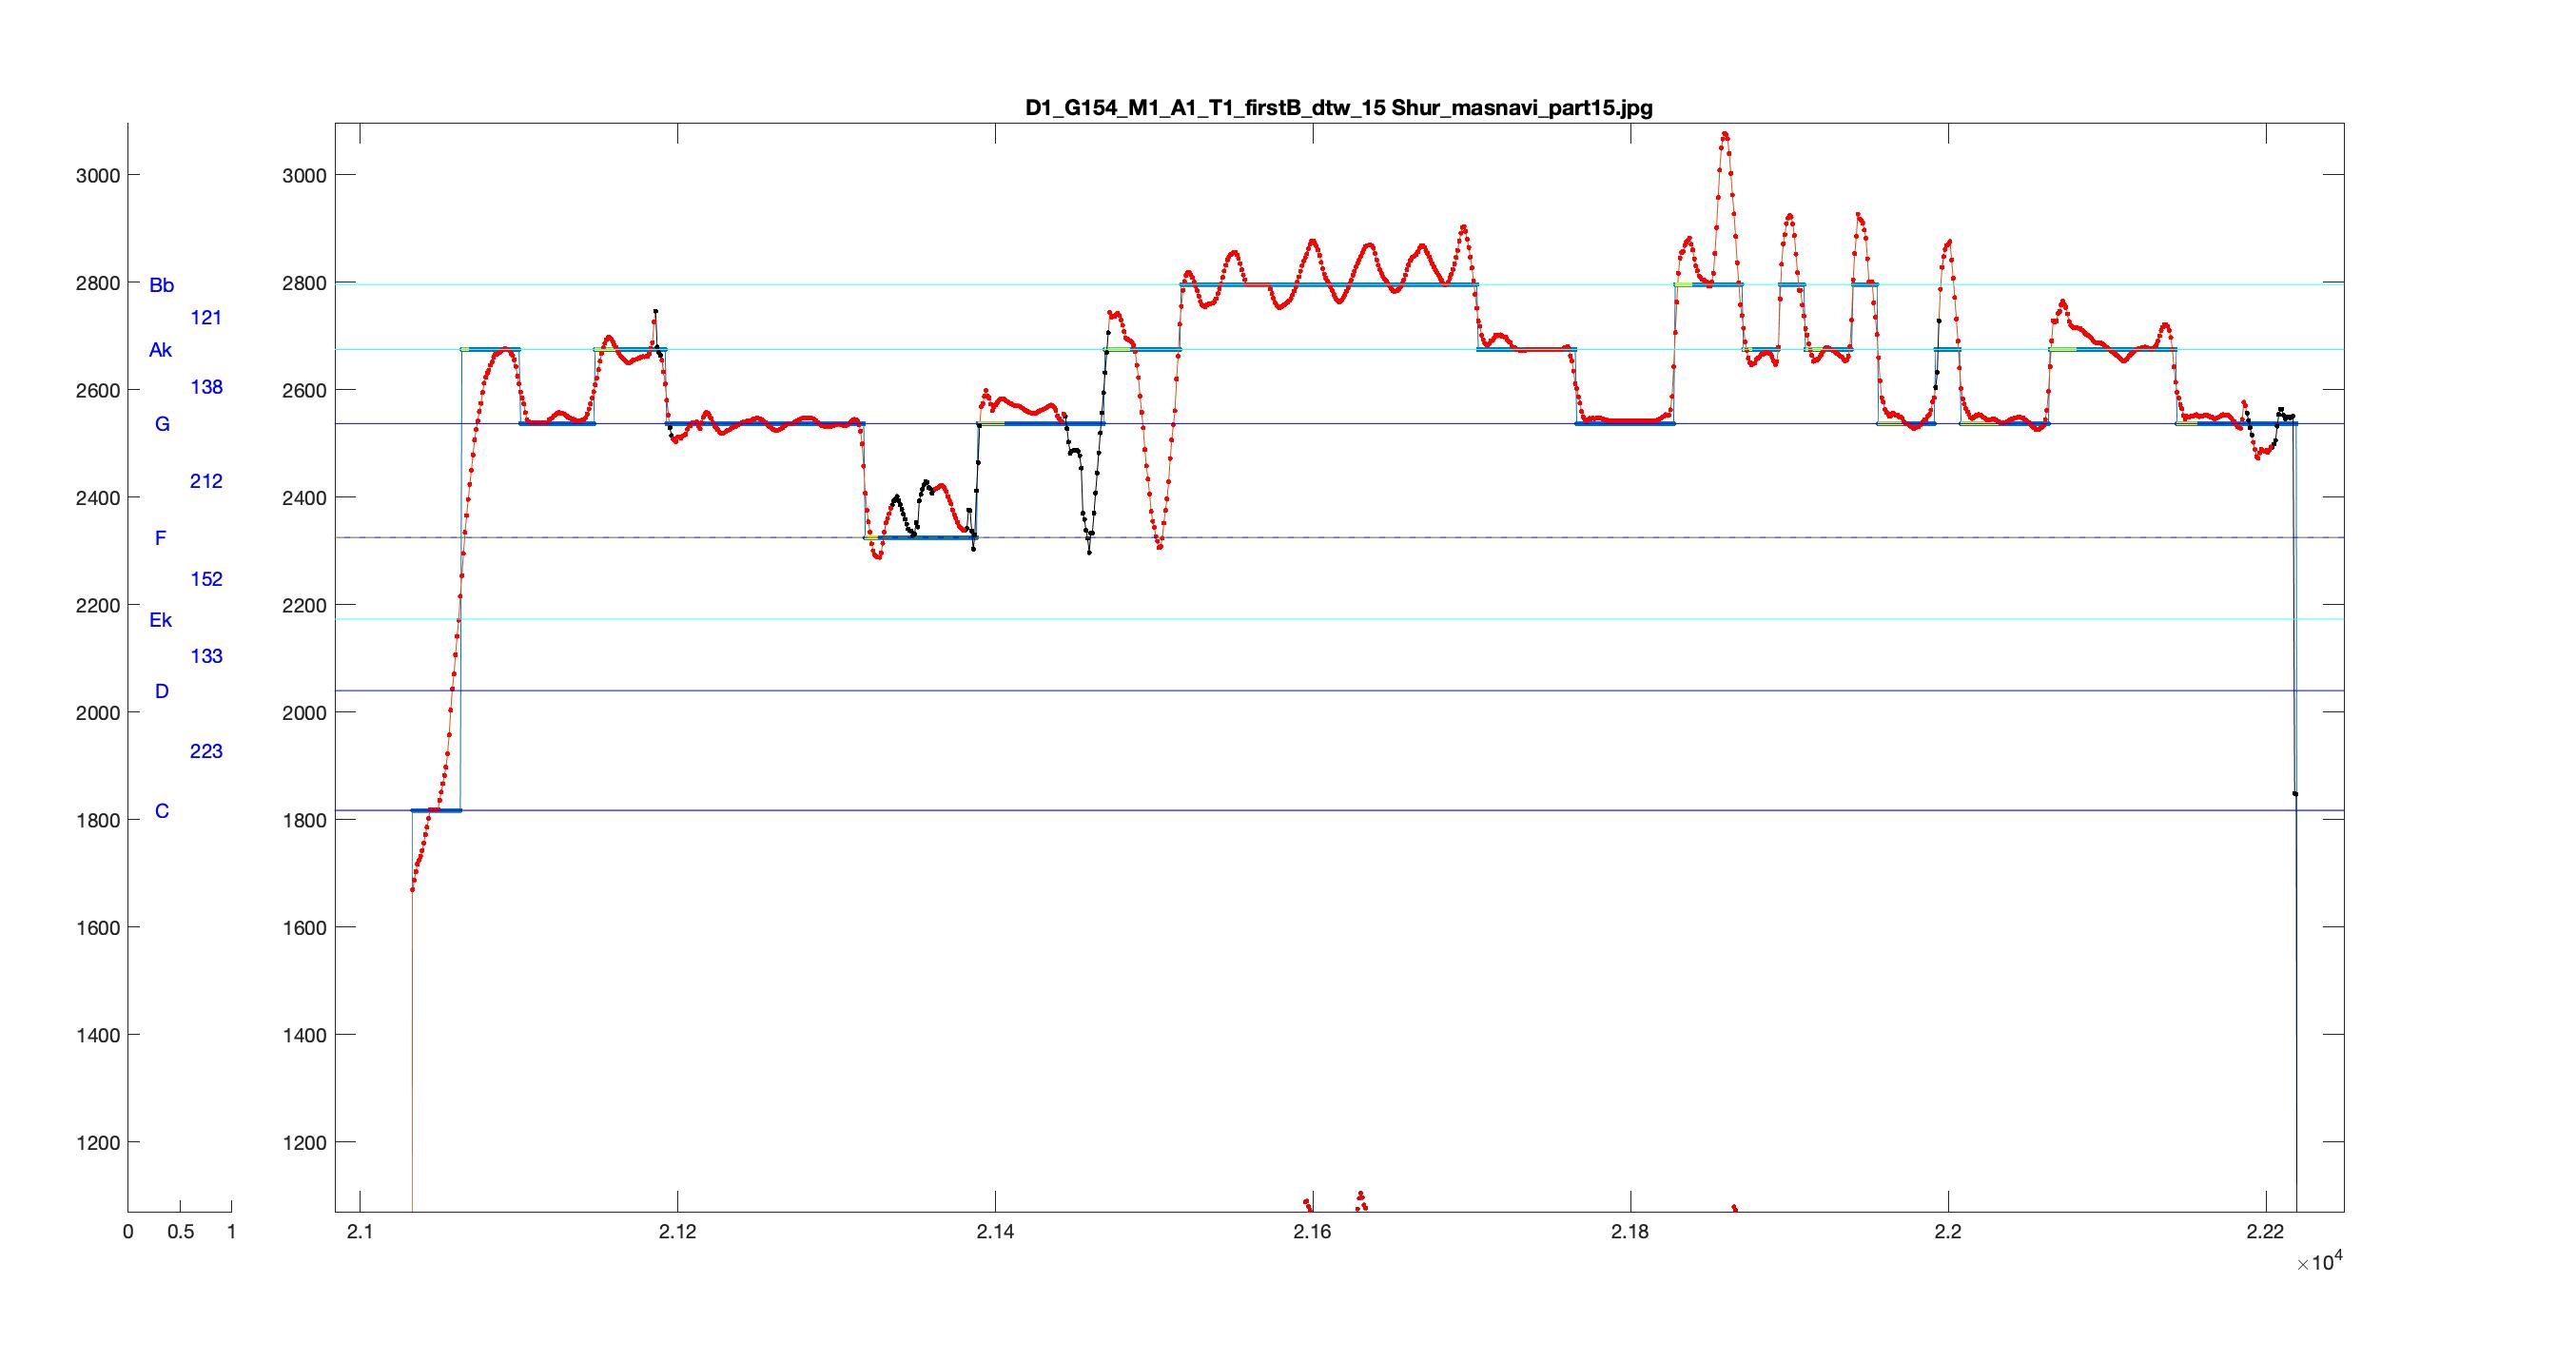 D1_G154_M1_A1_T1_firstB_dtw_15 Shur_masnavi_part15.jpg
3000 3000
2800 Bb 2800
121
Ak
2600 138 2600
G
212
2400 2400
F
152
2200 Ek 2200
133
D
2000 2000
223
C
1800 1800
1600 1600
1400 1400
1200 1200
0 0.5 1 2.1 2.12 2.14 2.16 2.18 2.2 2.22
×10^4